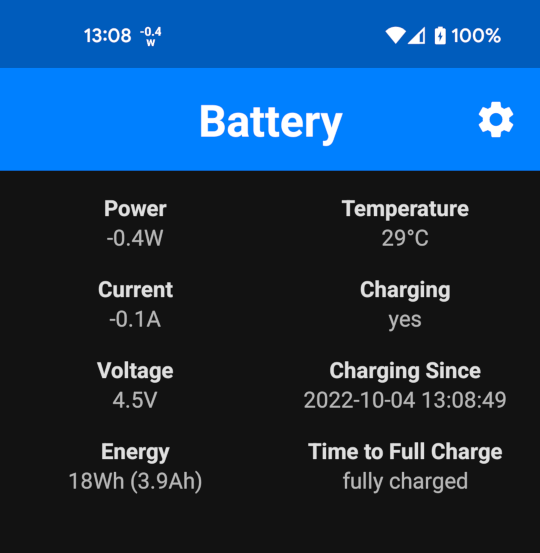 13:08 -0.4 W 100%
Battery
Power Temperature
-0.4W 29°C
Current Charging
-0.1A yes
Voltage Charging Since
4.5V 2022-10-04 13:08:49
Energy Time to Full Charge
18Wh (3.9Ah) fully charged